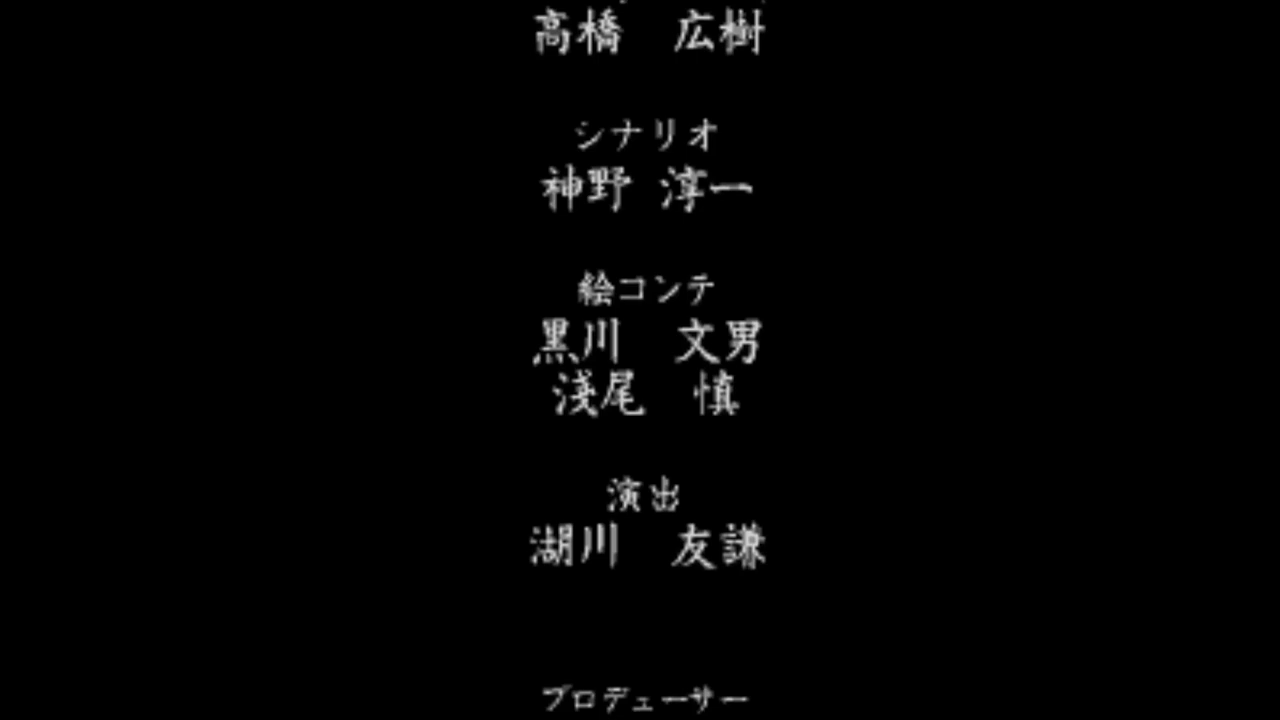 高橋　広樹
シナリオ
神野 淳一
絵コンテ
黒川　文男
淺尾　慎
演出
湖川　友謙
プロデューサー